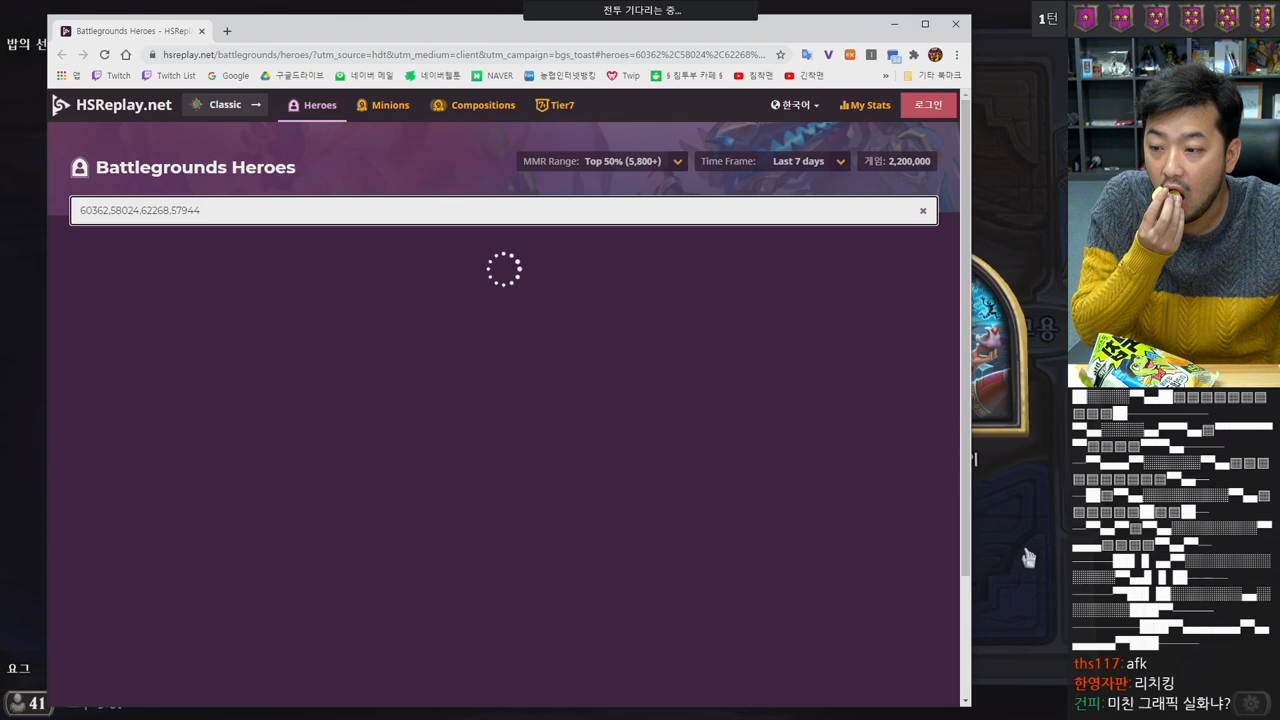 전투 기다리는 중...
1턴
밥의 선
Battlegrounds Heroes - HSRepl
hsreplay.net/battlegrounds/heroes/?utm_source=hdt&utm_medium=client&utm_campaign=bgs_toast#heroes=60362%2C58024%2C62268%...
앱 Twitch Twitch List Google 구글드라이브 네이버 메일 네이버웹툰 NAVER 농협인터넷뱅킹 Twip § 침투부 카페 § 침착맨 긴착맨 » 기타 북마크
HSReplay.net Classic → Heroes Minions Compositions Tier7 한국어 My Stats 로그인
Battlegrounds Heroes
MMR Range: Top 50% (5,800+) Time Frame: Last 7 days 게임: 2,200,000
60362,58024,62268,57944
ths117: afk
한영자판: 리치킹
건피: 미친 그래픽 실화냐?
요그
41